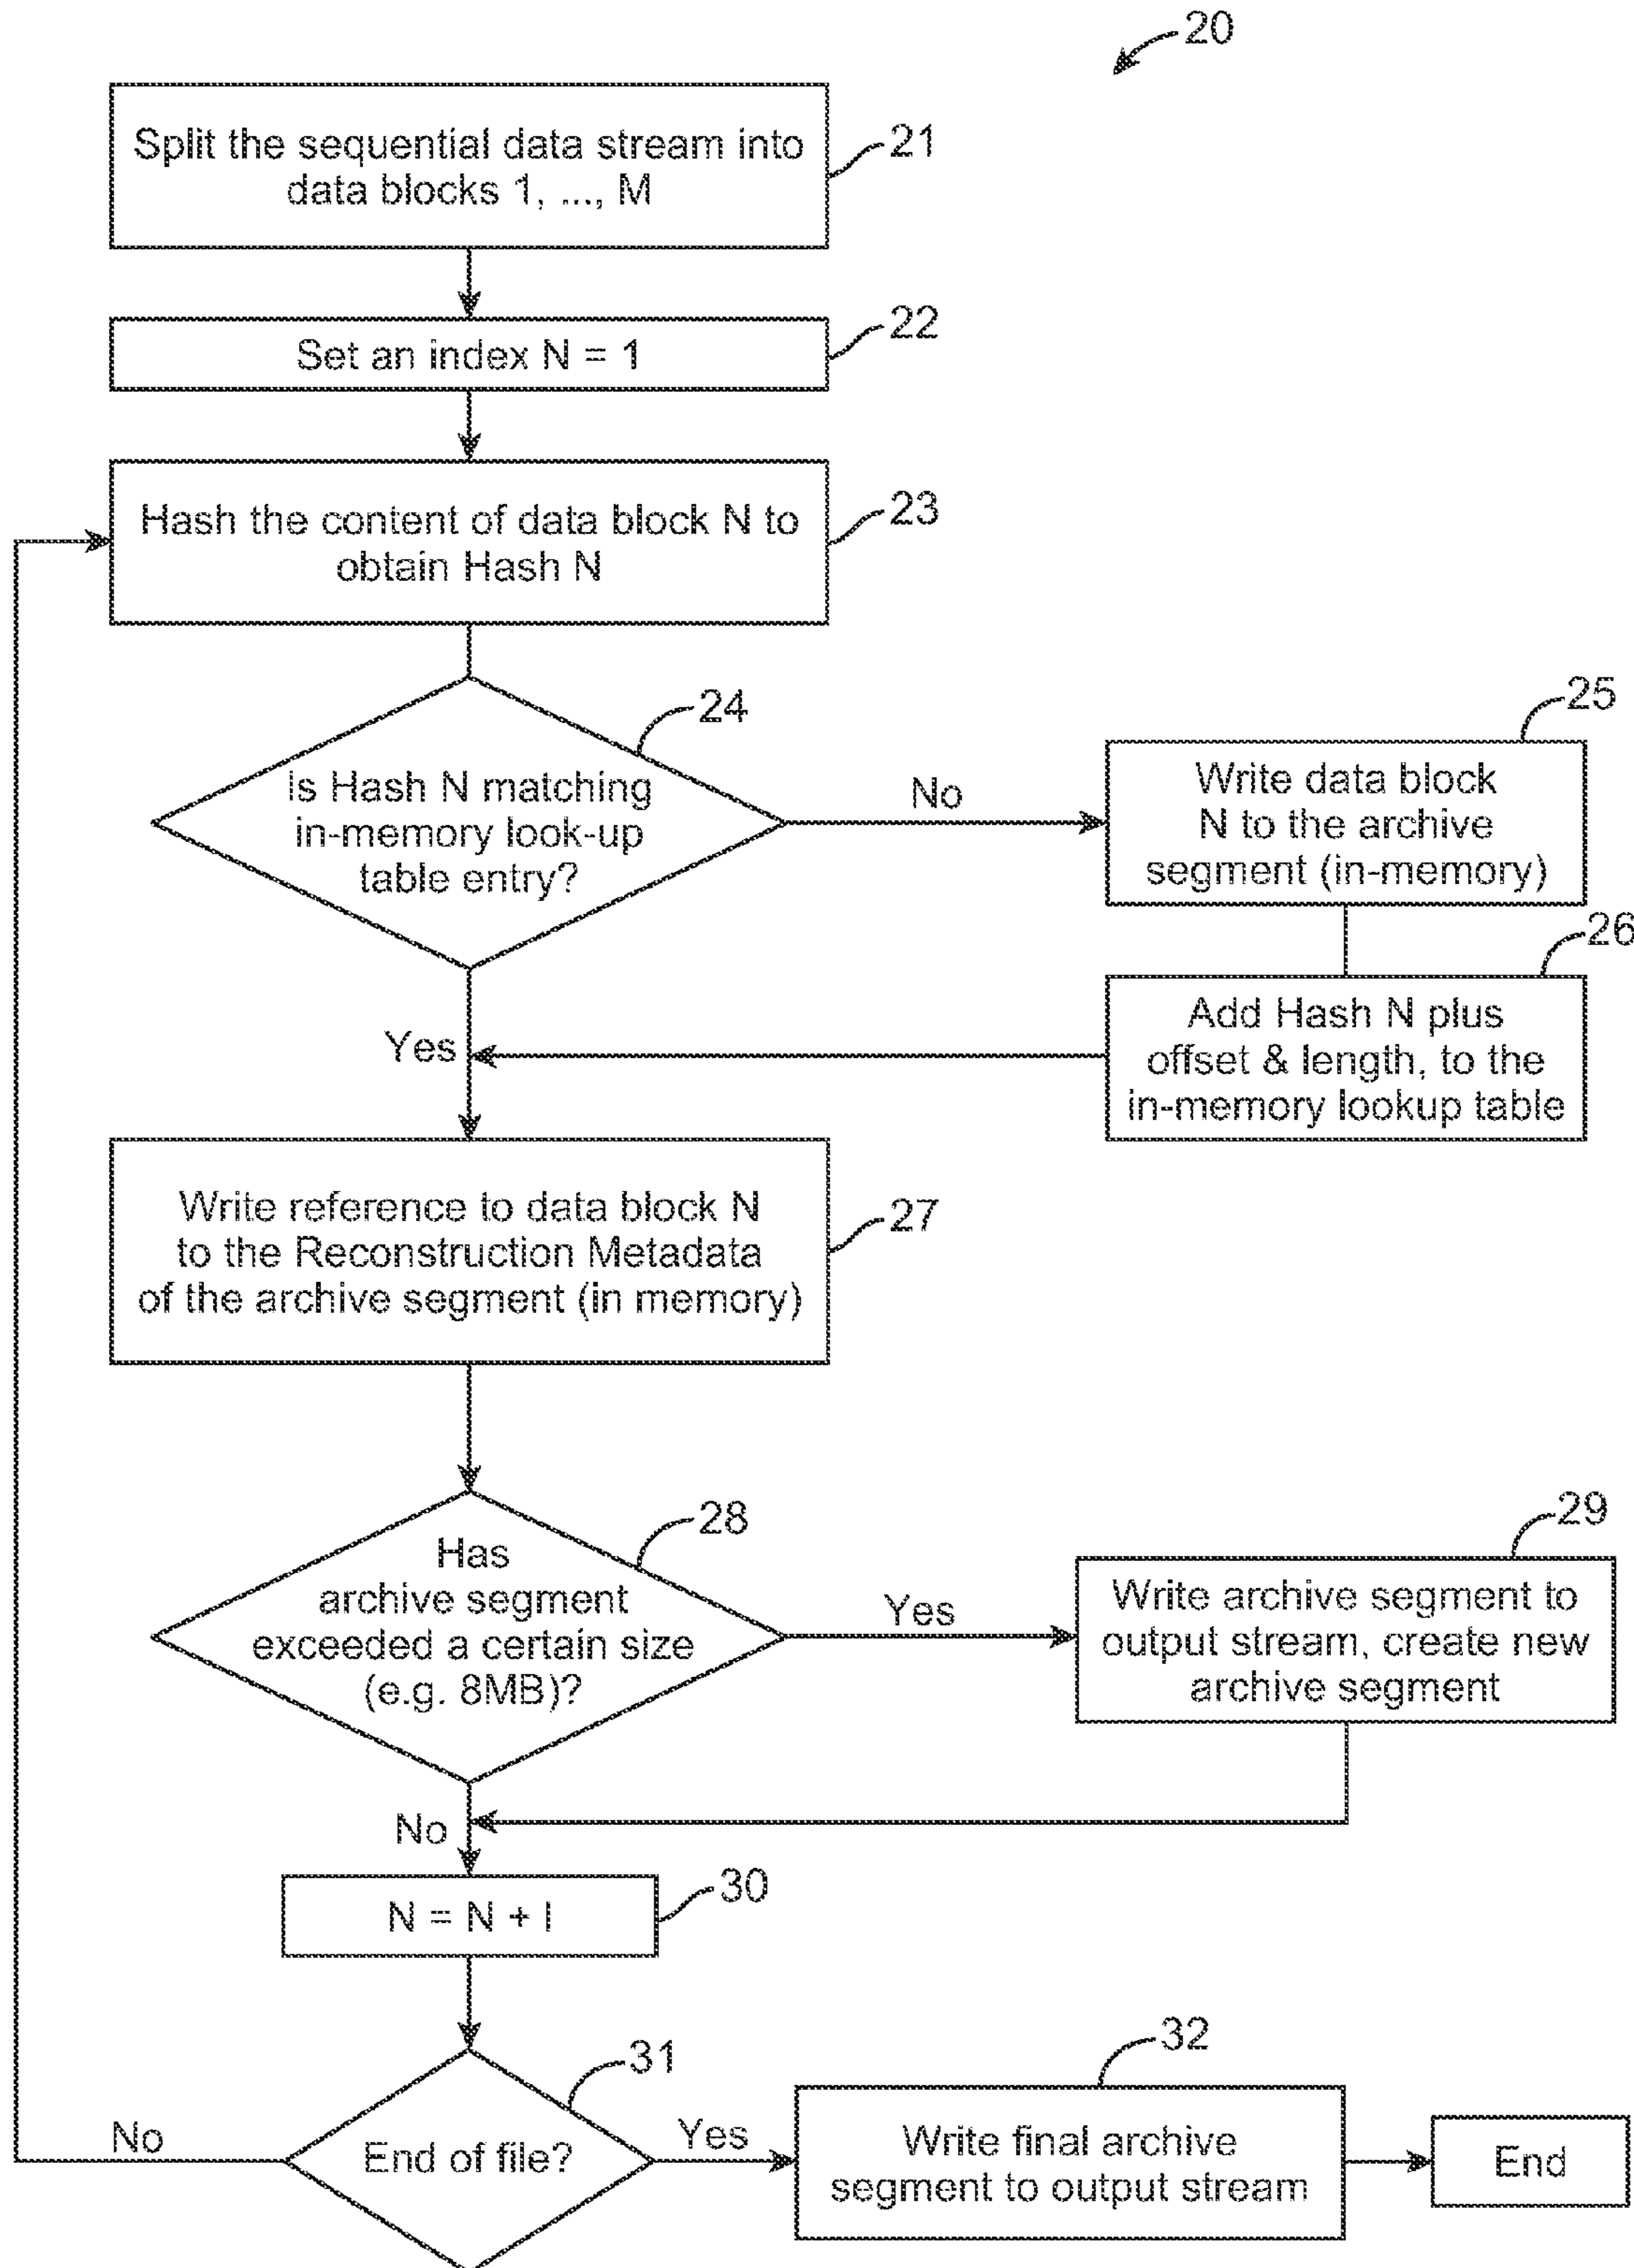 20
Split the sequential data stream into
data blocks 1, ..., M
21
Set an index N = 1
22
Hash the content of data block N to
obtain Hash N
23
Is Hash N matching
in-memory look-up
table entry?
24
No
Write data block
N to the archive
segment (in-memory)
25
Add Hash N plus
offset & length, to the
in-memory lookup table
26
Yes
Write reference to data block N
to the Reconstruction Metadata
of the archive segment (in memory)
27
Has
archive segment
exceeded a certain size
(e.g. 8MB)?
28
Yes
Write archive segment to
output stream, create new
archive segment
29
No
N = N + I
30
End of file?
31
No
Yes
Write final archive
segment to output stream
32
End